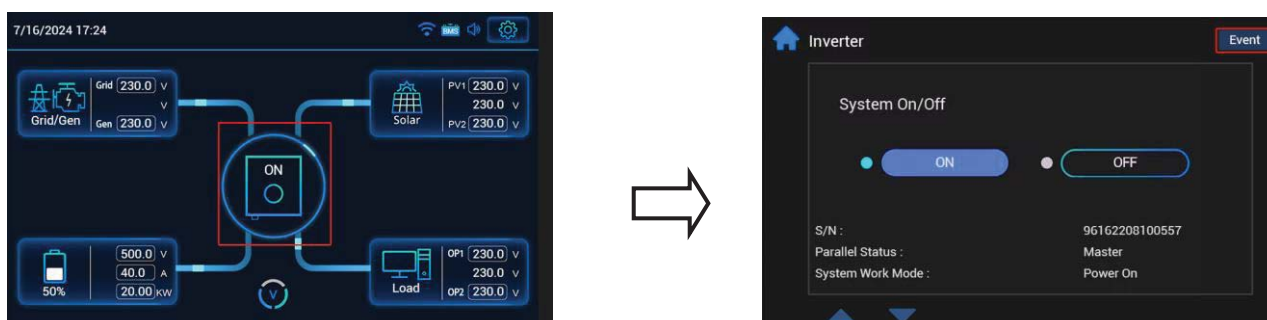 7/16/2024 17:24
BMS
Grid 230.0 V
V
Gen 230.0 V
Grid/Gen
PV1 230.0 V
230.0 V
PV2 230.0 V
Solar
ON
500.0 V
40.0 A
20.00 KW
50%
V
OP1 230.0 V
230.0 V
OP2 230.0 V
Load
Inverter
Event
System On/Off
ON
OFF
S/N : 96162208100557
Parallel Status : Master
System Work Mode : Power On